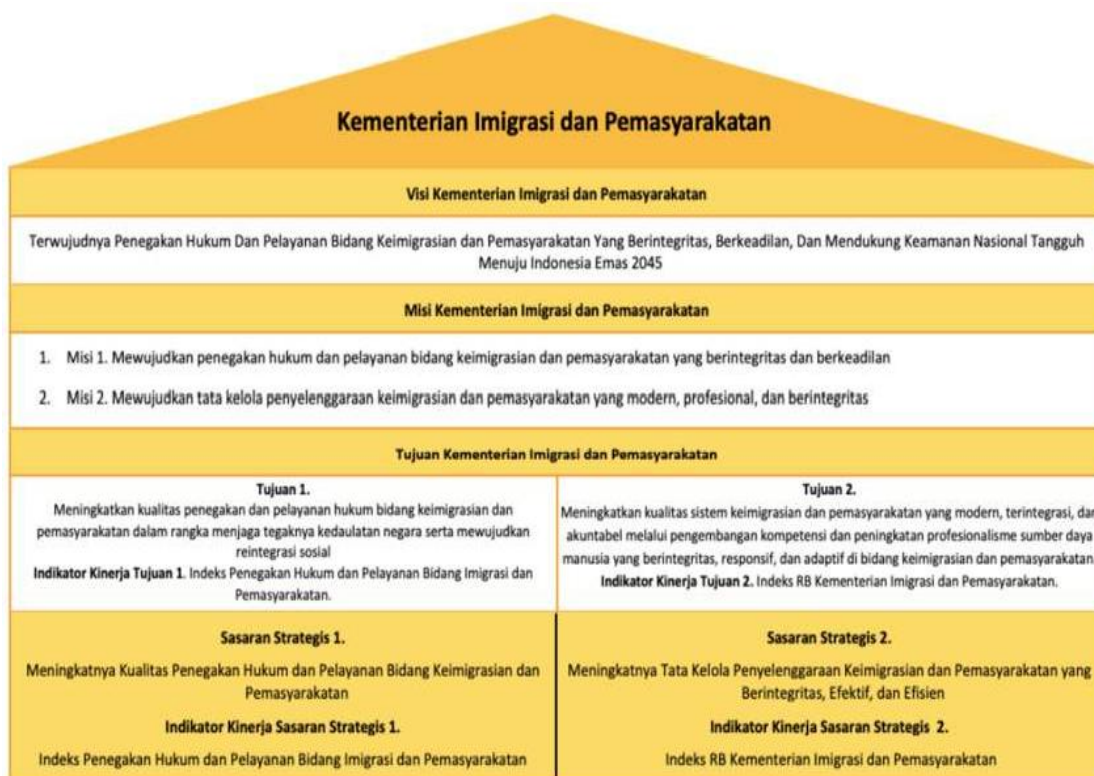 Kementerian Imigrasi dan Pemasyarakatan
Visi Kementerian Imigrasi dan Pemasyarakatan
Terwujudnya Penegakan Hukum Dan Pelayanan Bidang Keimigrasian dan Pemasyarakatan Yang Berintegritas, Berkeadilan, Dan Mendukung Keamanan Nasional Tangguh
Menuju Indonesia Emas 2045
Misi Kementerian Imigrasi dan Pemasyarakatan
1. Misi 1. Mewujudkan penegakan hukum dan pelayanan bidang keimigrasian dan pemasyarakatan yang berintegritas dan berkeadilan
2. Misi 2. Mewujudkan tata kelola penyelenggaraan keimigrasian dan pemasyarakatan yang modern, profesional, dan berintegritas
Tujuan Kementerian Imigrasi dan Pemasyarakatan
Tujuan 1.
Meningkatkan kualitas penegakan dan pelayanan hukum bidang keimigrasian dan
pemasyarakatan dalam rangka menjaga tegaknya kedaulatan negara serta mewujudkan
reintegrasi sosial
Indikator Kinerja Tujuan 1. Indeks Penegakan Hukum dan Pelayanan Bidang Imigrasi dan
Pemasyarakatan.
Tujuan 2.
Meningkatkan kualitas sistem keimigrasian dan pemasyarakatan yang modern, terintegrasi, dan
akuntabel melalui pengembangan kompetensi dan peningkatan profesionalisme sumber daya
manusia yang berintegritas, responsif, dan adaptif di bidang keimigrasian dan pemasyarakatan
Indikator Kinerja Tujuan 2. Indeks RB Kementerian Imigrasi dan Pemasyarakatan.
Sasaran Strategis 1.
Meningkatnya Kualitas Penegakan Hukum dan Pelayanan Bidang Keimigrasian dan
Pemasyarakatan
Indikator Kinerja Sasaran Strategis 1.
Indeks Penegakan Hukum dan Pelayanan Bidang Imigrasi dan Pemasyarakatan
Sasaran Strategis 2.
Meningkatnya Tata Kelola Penyelenggaraan Keimigrasian dan Pemasyarakatan yang
Berintegritas, Efektif, dan Efisien
Indikator Kinerja Sasaran Strategis 2.
Indeks RB Kementerian Imigrasi dan Pemasyarakatan